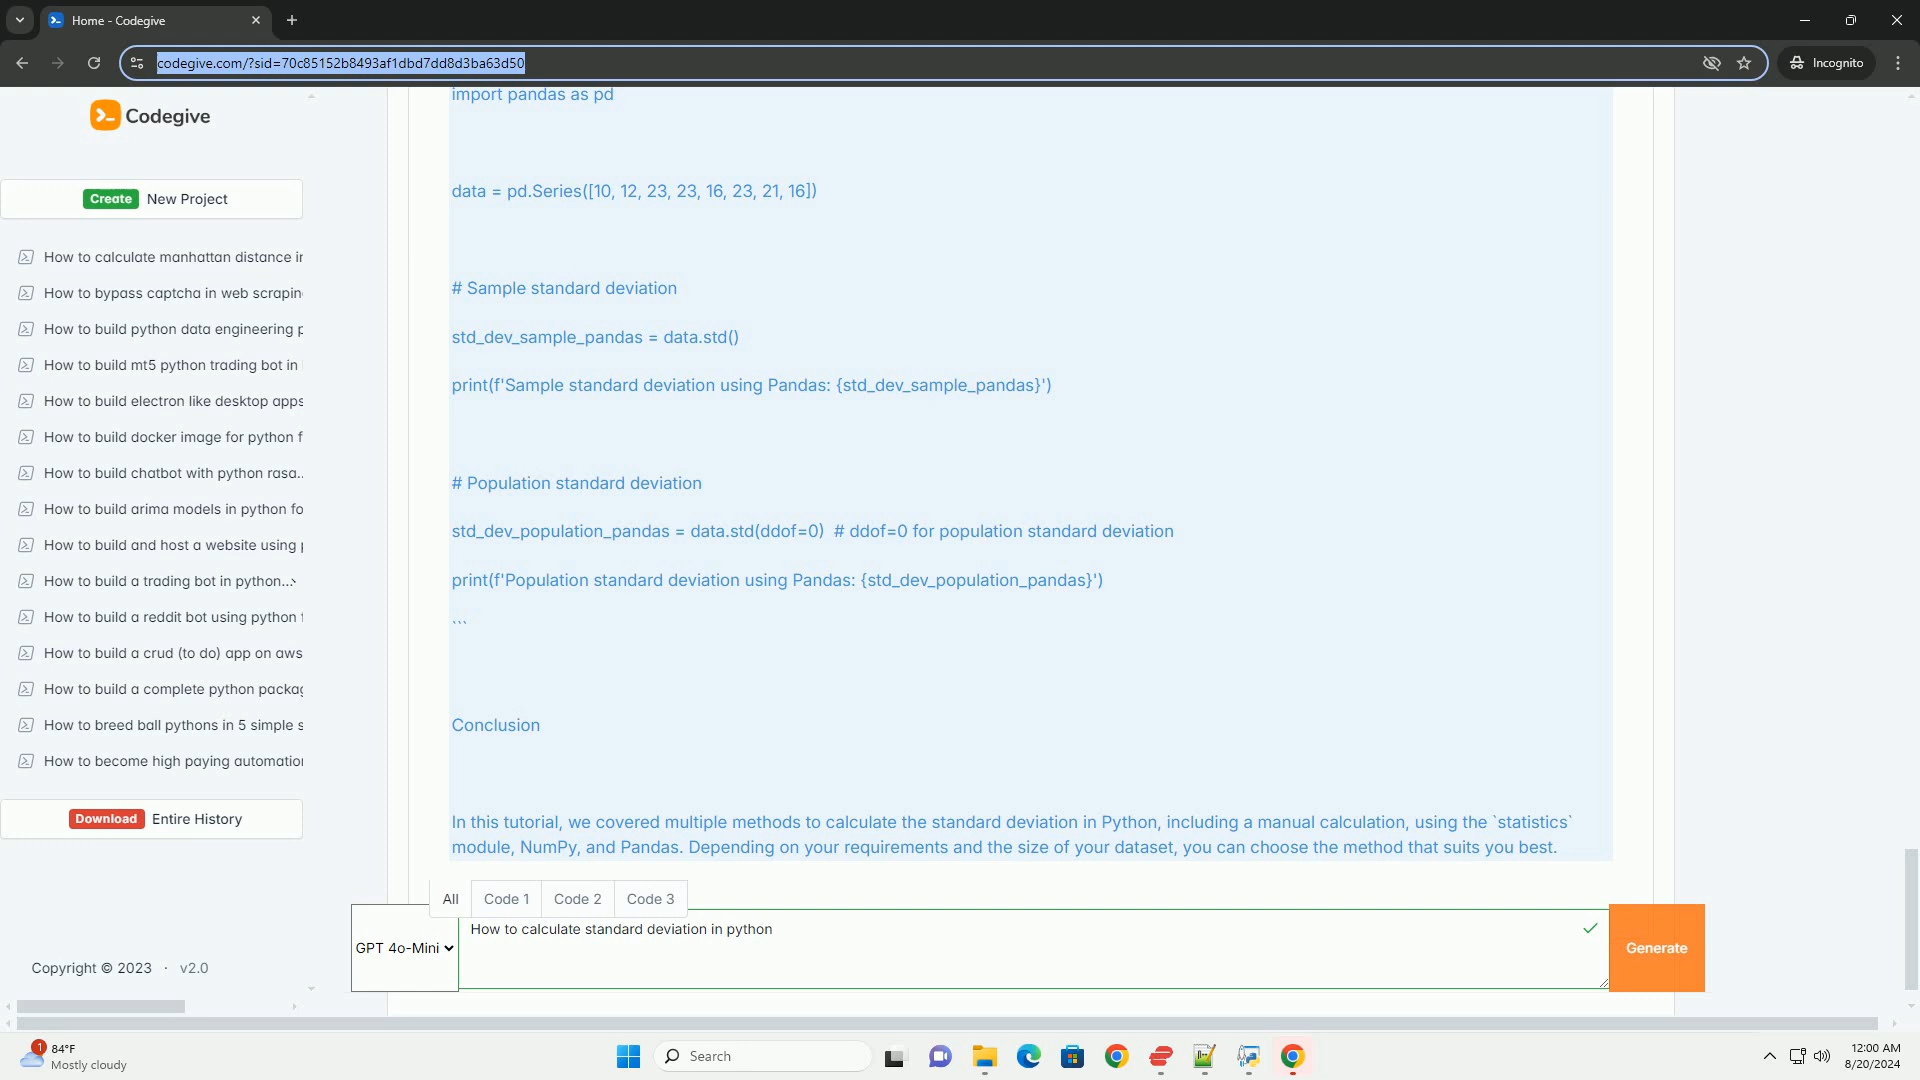 Home - Codegive
codegive.com/?sid=70c85152b8493af1dbd7dd8d3ba63d50
Incognito
Codegive
Create New Project
How to calculate manhattan distance in
How to bypass captcha in web scraping
How to build python data engineering p
How to build mt5 python trading bot in
How to build electron like desktop apps
How to build docker image for python f
How to build chatbot with python rasa...
How to build arima models in python fo
How to build and host a website using p
How to build a trading bot in python...
How to build a reddit bot using python
How to build a crud (to do) app on aws
How to build a complete python packag
How to breed ball pythons in 5 simple s
How to become high paying automation
Download Entire History
Copyright © 2023 · v2.0
import pandas as pd
data = pd.Series([10, 12, 23, 23, 16, 23, 21, 16])
# Sample standard deviation
std_dev_sample_pandas = data.std()
print(f'Sample standard deviation using Pandas: {std_dev_sample_pandas}')
# Population standard deviation
std_dev_population_pandas = data.std(ddof=0)  # ddof=0 for population standard deviation
print(f'Population standard deviation using Pandas: {std_dev_population_pandas}')
```
Conclusion
In this tutorial, we covered multiple methods to calculate the standard deviation in Python, including a manual calculation, using the `statistics`
module, NumPy, and Pandas. Depending on your requirements and the size of your dataset, you can choose the method that suits you best.
All Code 1 Code 2 Code 3
GPT 4o-Mini
How to calculate standard deviation in python
Generate
1
84°F
Mostly cloudy
Search
12:00 AM
8/20/2024